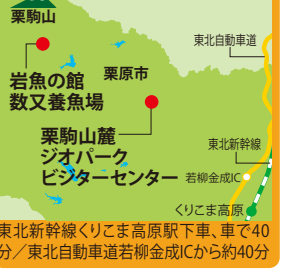 栗駒山
東北自動車道
岩魚の館
数又養魚場
栗原市
栗駒山麓
ジオパーク
ビジターセンター
東北新幹線
若柳金成IC
くりこま高原
東北新幹線くりこま高原駅下車、車で40
分／東北自動車道若柳金成ICから約40分